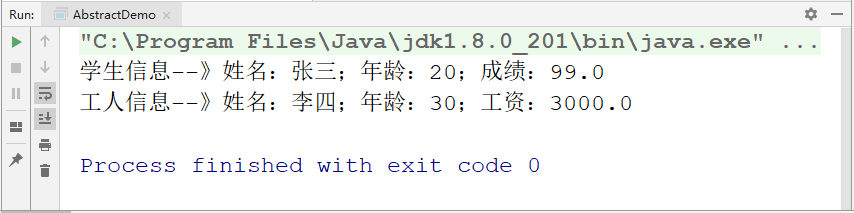 Run: AbstractDemo
"C:\Program Files\Java\jdk1.8.0_201\bin\java.exe" ...
学生信息--》姓名：张三；年龄：20；成绩：99.0
工人信息--》姓名：李四；年龄：30；工资：3000.0
Process finished with exit code 0